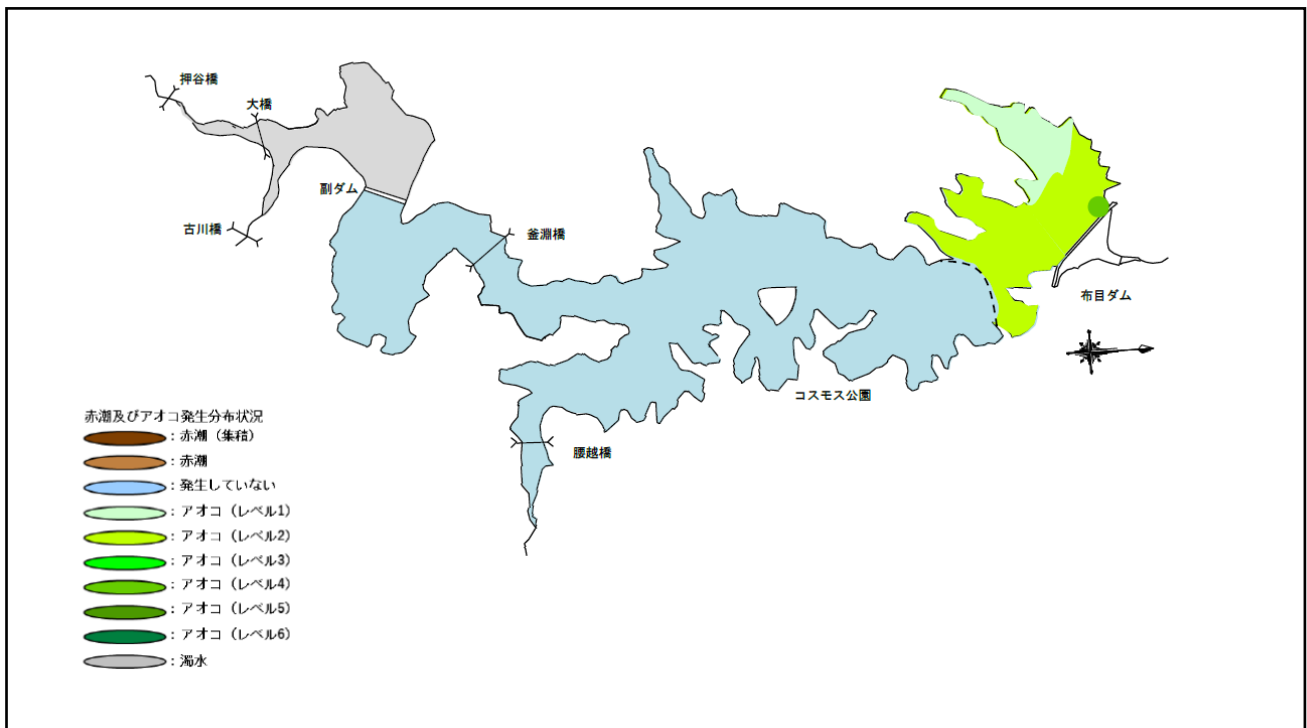 押谷橋
大橋
副ダム
古川橋
釜淵橋
布目ダム
コスモス公園
腰越橋
赤潮及びアオコ発生分布状況
：赤潮（集積）
：赤潮
：発生していない
：アオコ（レベル1）
：アオコ（レベル2）
：アオコ（レベル3）
：アオコ（レベル4）
：アオコ（レベル5）
：アオコ（レベル6）
：濁水